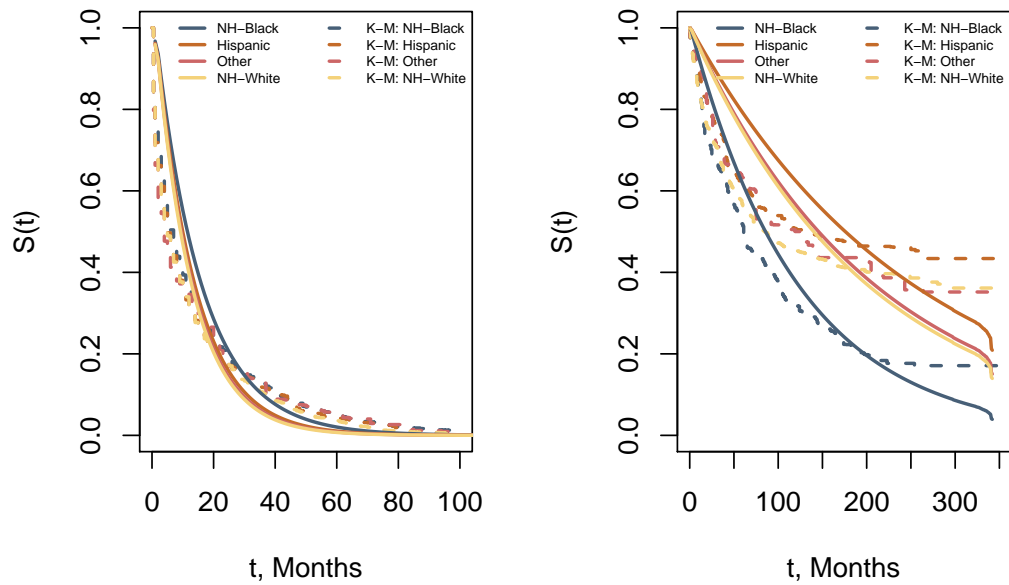 NH−Black K−M: NH−Black
Hispanic K−M: Hispanic
Other K−M: Other
NH−White K−M: NH−White
1.0
0.8
0.6
0.4
0.2
0.0
S(t)
0 20 40 60 80 100
t, Months
NH−Black K−M: NH−Black
Hispanic K−M: Hispanic
Other K−M: Other
NH−White K−M: NH−White
1.0
0.8
0.6
0.4
0.2
0.0
S(t)
0 100 200 300
t, Months